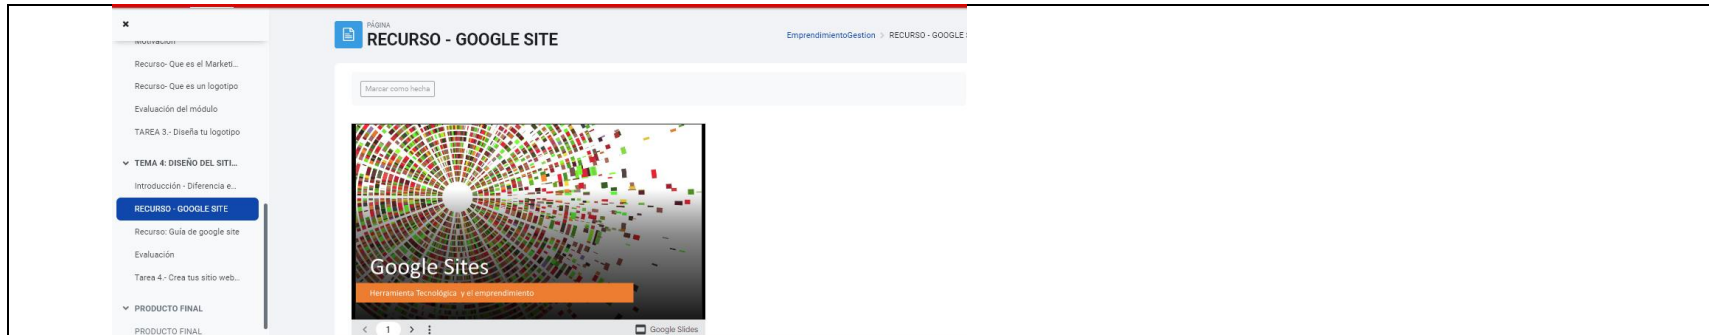 Motivación
Recurso- Que es el Marketi...
Recurso- Que es un logotipo
Evaluación del módulo
TAREA 3.- Diseña tu logotipo
TEMA 4: DISEÑO DEL SITI...
Introducción - Diferencia e...
RECURSO - GOOGLE SITE
Recurso: Guía de google site
Evaluación
Tarea 4.- Crea tus sitio web...
PRODUCTO FINAL
PRODUCTO FINAL
PÁGINA
RECURSO - GOOGLE SITE
EmprendimientoGestion > RECURSO - GOOGLE
Marcar como hecha
Google Sites
Herramienta Tecnológica y el emprendimiento
1
Google Slides